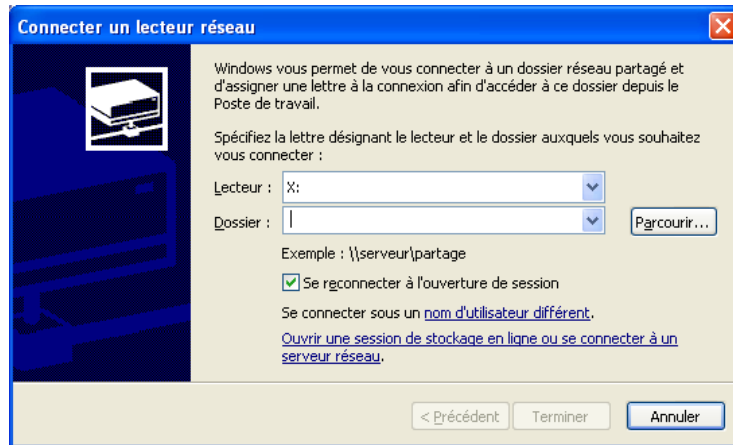 Connecter un lecteur réseau
Windows vous permet de vous connecter à un dossier réseau partagé et
d'assigner une lettre à la connexion afin d'accéder à ce dossier depuis le
Poste de travail.
Spécifiez la lettre désignant le lecteur et le dossier auxquels vous souhaitez
vous connecter :
Lecteur : X:
Dossier : Parcourir...
Exemple : \\serveur\partage
Se reconnecter à l'ouverture de session
Se connecter sous un nom d'utilisateur différent.
Ouvrir une session de stockage en ligne ou se connecter à un
serveur réseau.
< Précédent Terminer Annuler